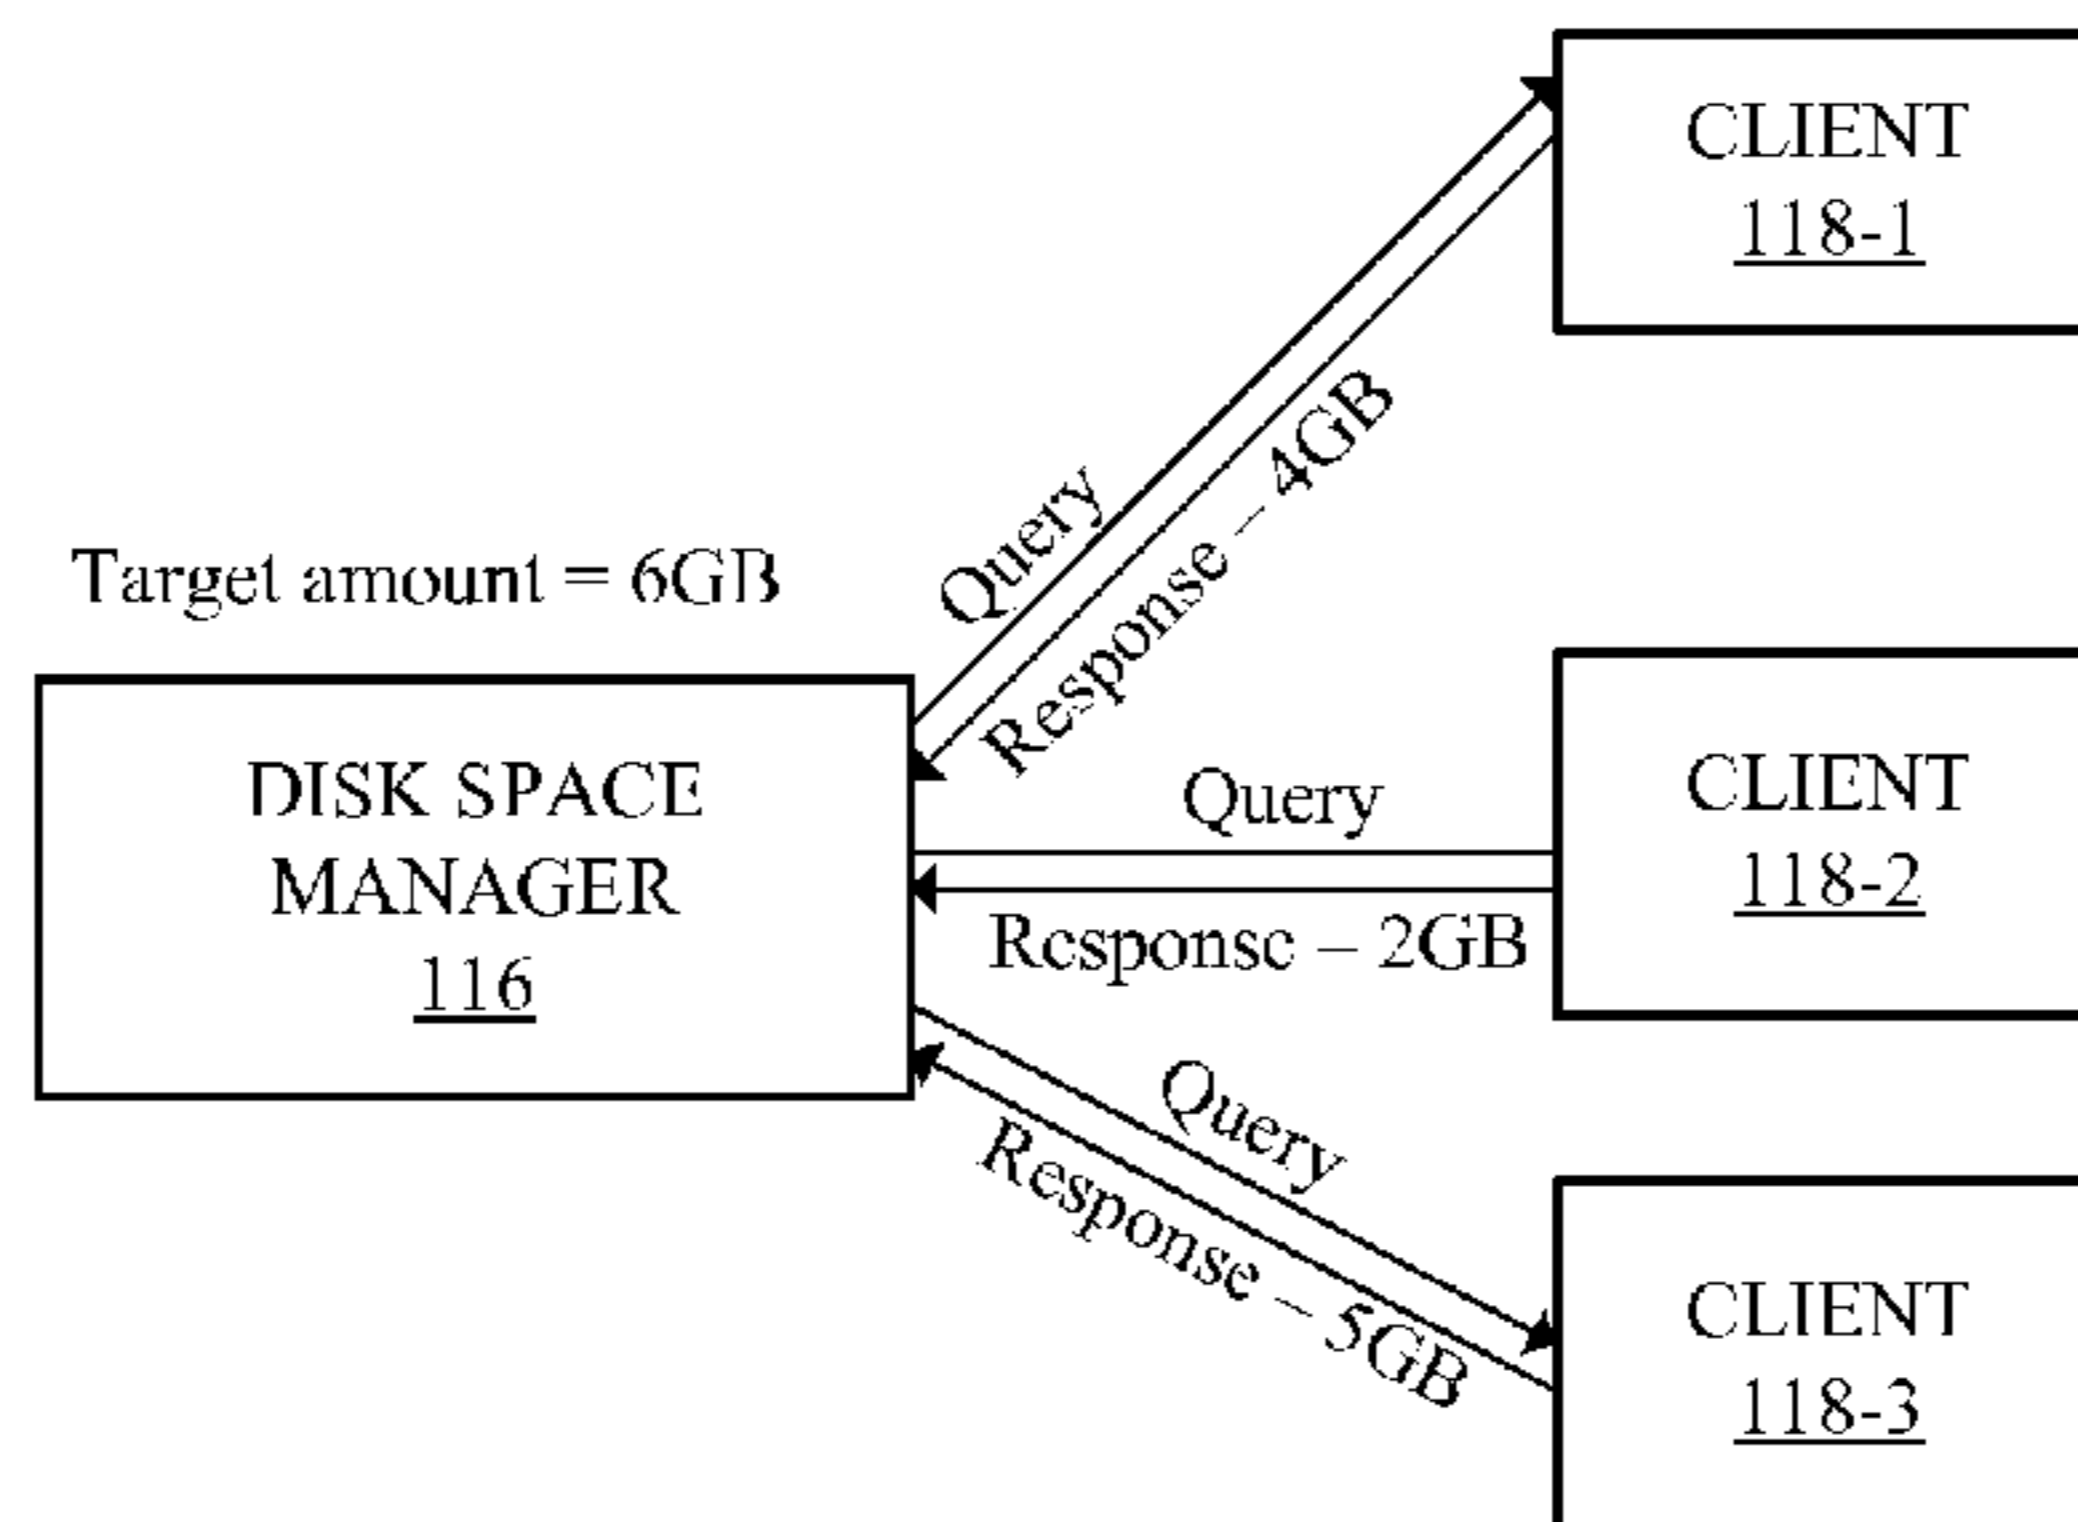 CLIENT
118-1
Query
Response – 4GB
Target amount = 6GB
DISK SPACE
MANAGER
116
Query
Response – 2GB
CLIENT
118-2
Query
Response – 5GB
CLIENT
118-3